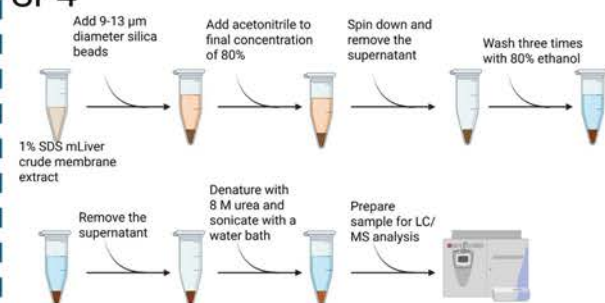 SP4
Add 9-13 µm
diameter silica
beads
Add acetonitrile to
final concentration
of 80%
Spin down and
remove the
supernatant
Wash three times
with 80% ethanol
1% SDS mLiver
crude membrane
extract
Remove the
supernatant
Denature with
8 M urea and
sonicate with a
water bath
Prepare
sample for LC/
MS analysis